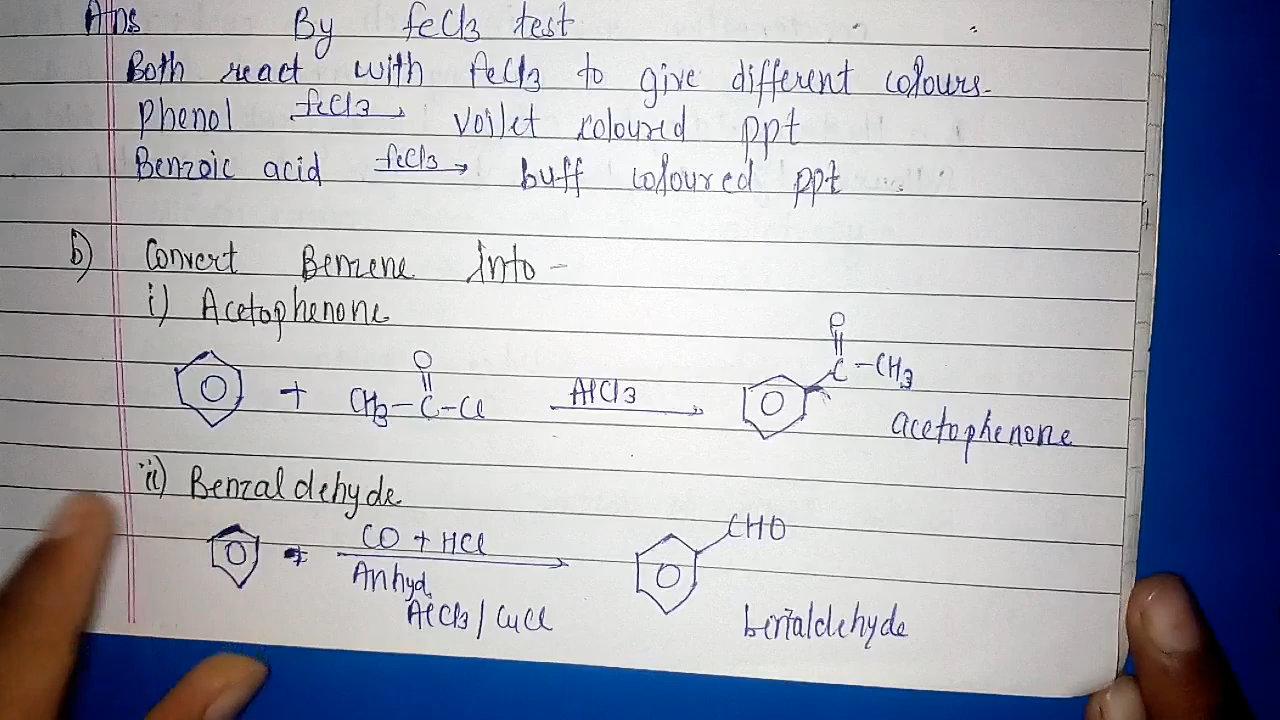 Ans By FeCl3 test
Both react with FeCl3 to give different colours.
Phenol FeCl3→ voilet coloured ppt
Benzoic acid FeCl3→ buff coloured ppt
b) Convert Benzene into -
i) Acetophenone
O
O
+ CH3-C-Cl AlCl3→ C-CH3
acetophenone
ii) Benzaldehyde
CO + HCl
CHO
+ Anhyd.
AlCl3/CuCl
benzaldehyde